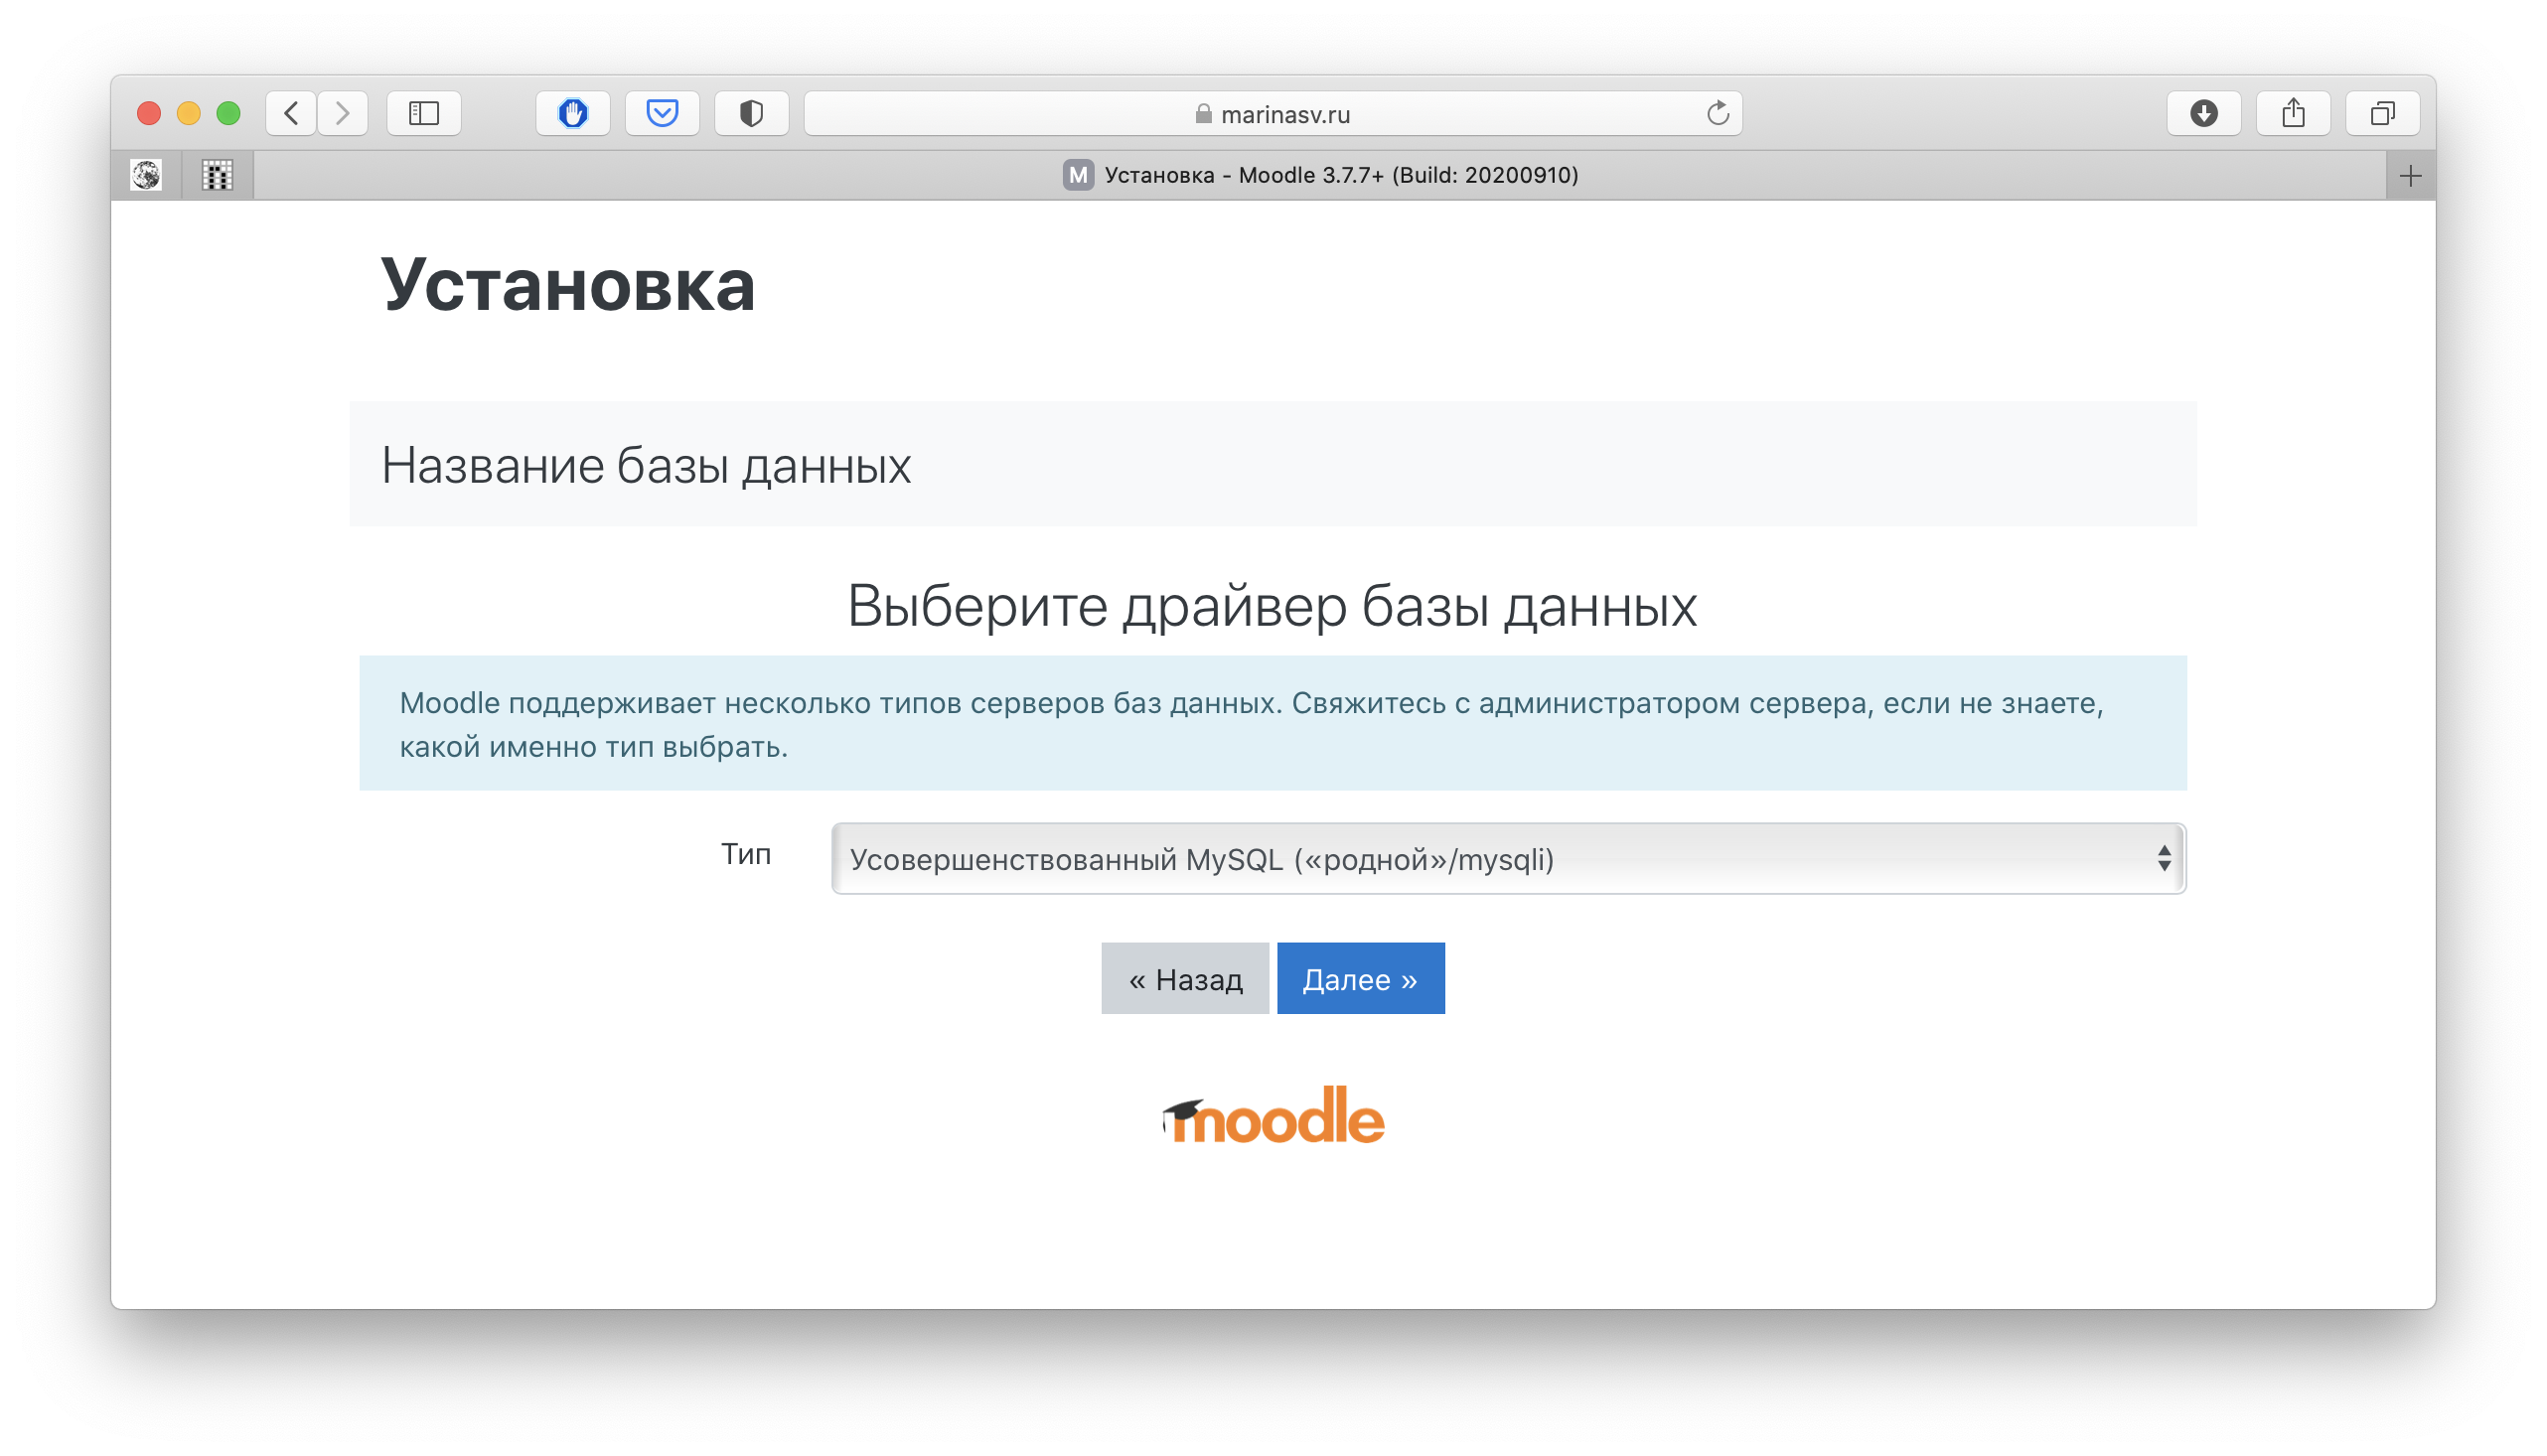 marinasv.ru
M Установка - Moodle 3.7.7+ (Build: 20200910)
Установка
Название базы данных
Выберите драйвер базы данных
Moodle поддерживает несколько типов серверов баз данных. Свяжитесь с администратором сервера, если не знаете,
какой именно тип выбрать.
Тип
Усовершенствованный MySQL («родной»/mysqli)
« Назад
Далее »
moodle